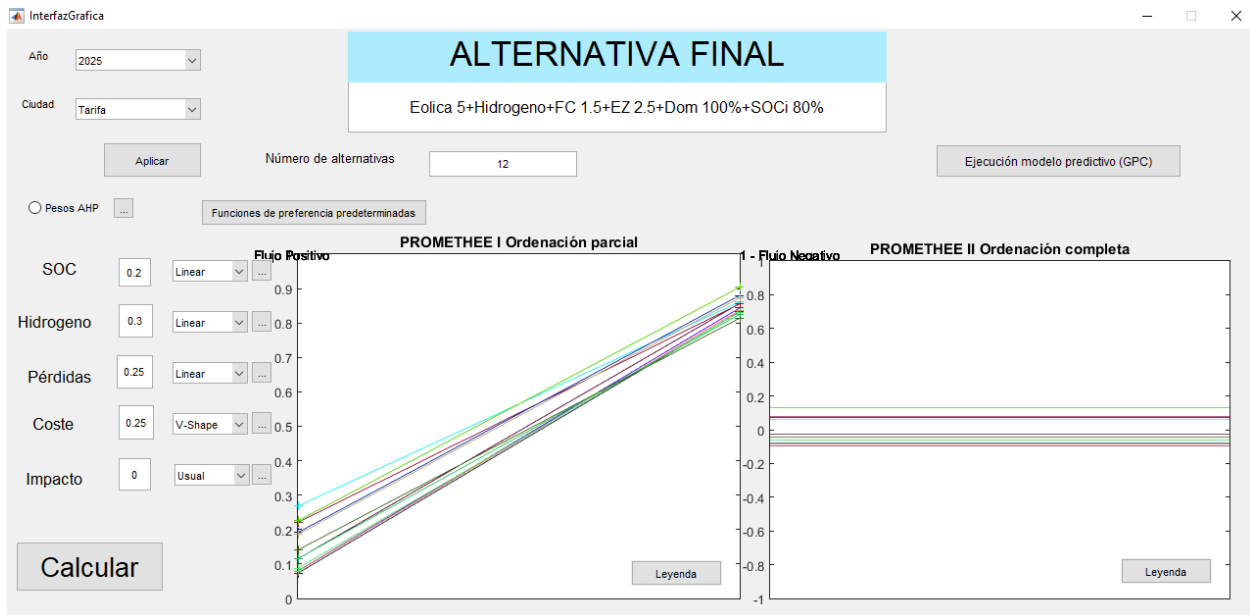 InterfazGrafica
Año
2025
ALTERNATIVA FINAL
Ciudad
Tarifa
Eolica 5+Hidrogeno+FC 1.5+EZ 2.5+Dom 100%+SOCi 80%
Aplicar
Número de alternativas
12
Ejecución modelo predictivo (GPC)
Pesos AHP
...
Funciones de preferencia predeterminadas
SOC
0.2
Linear
...
Hidrogeno
0.3
Linear
...
Pérdidas
0.25
Linear
...
Coste
0.25
V-Shape
...
Impacto
0
Usual
...
Calcular
PROMETHEE I Ordenación parcial
Flujo Positivo
1 - Flujo Negativo
0.9
0.8
0.7
0.6
0.5
0.4
0.3
0.2
0.1
0
Leyenda
PROMETHEE II Ordenación completa
1
0.8
0.6
0.4
0.2
0
-0.2
-0.4
-0.6
-0.8
-1
Leyenda